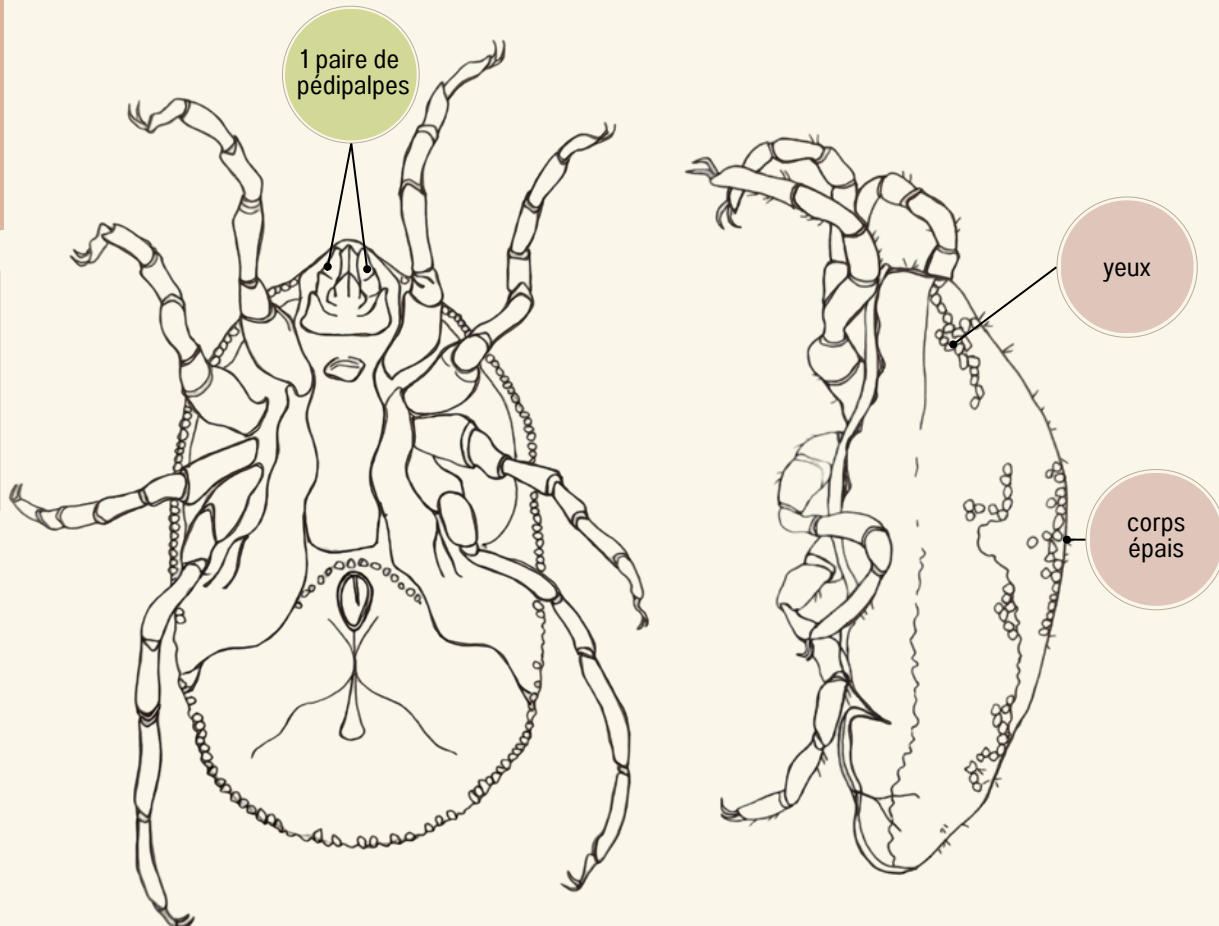 1 paire de
pédipalpes
yeux
corps
épais